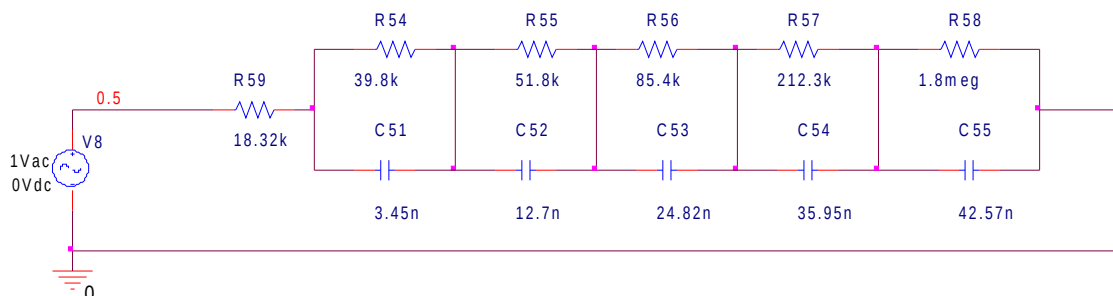 R54 R55 R56 R57 R58
39.8k 51.8k 85.4k 212.3k 1.8meg
R59
0.5
18.32k
V8
1Vac
0Vdc
C51 C52 C53 C54 C55
3.45n 12.7n 24.82n 35.95n 42.57n
0